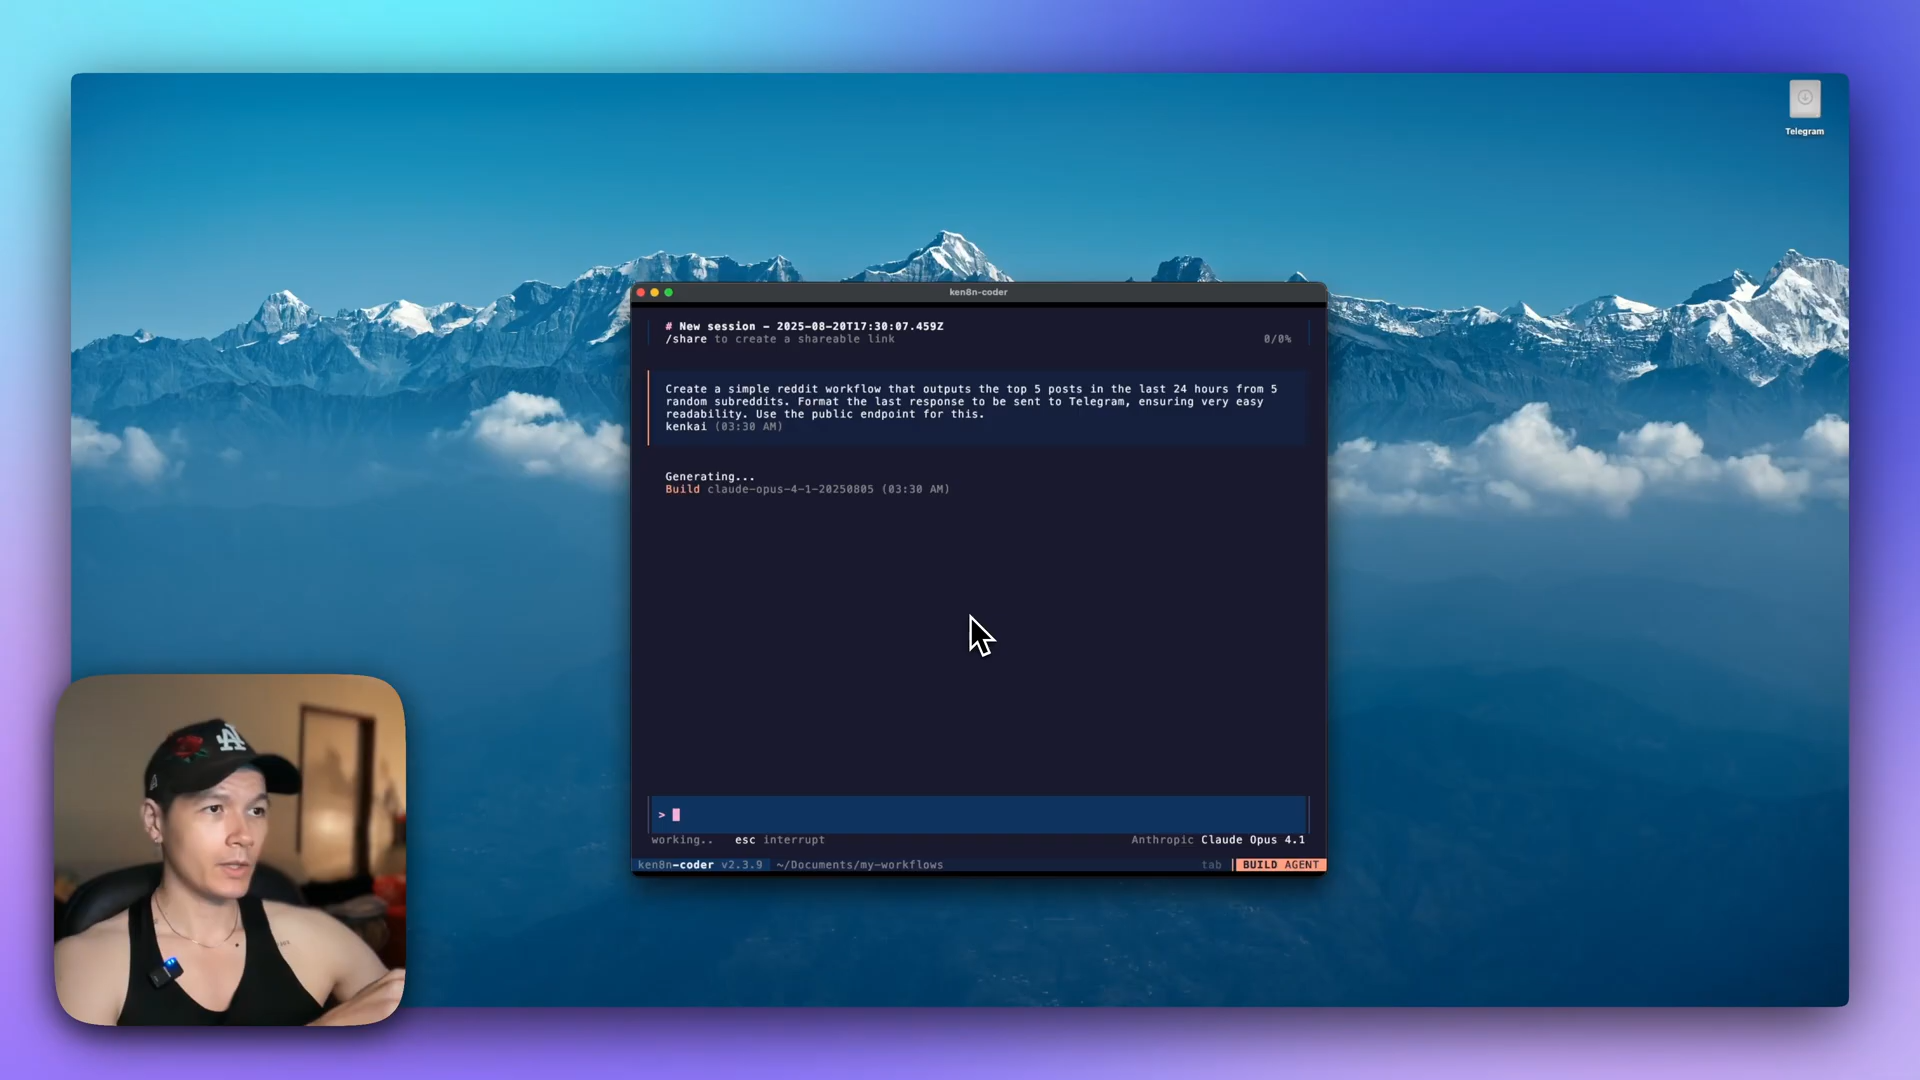 Telegram
ken8n-coder
# New session - 2025-08-20T17:30:07.459Z
/share to create a shareable link 0/0%
Create a simple reddit workflow that outputs the top 5 posts in the last 24 hours from 5
random subreddits. Format the last response to be sent to Telegram, ensuring very easy
readability. Use the public endpoint for this.
kenkai (03:30 AM)
Generating...
Build claude-opus-4-1-20250805 (03:30 AM)
>
working.. esc interrupt Anthropic Claude Opus 4.1
ken8n-coder v2.3.9 ~/Documents/my-workflows tab BUILD AGENT
LA